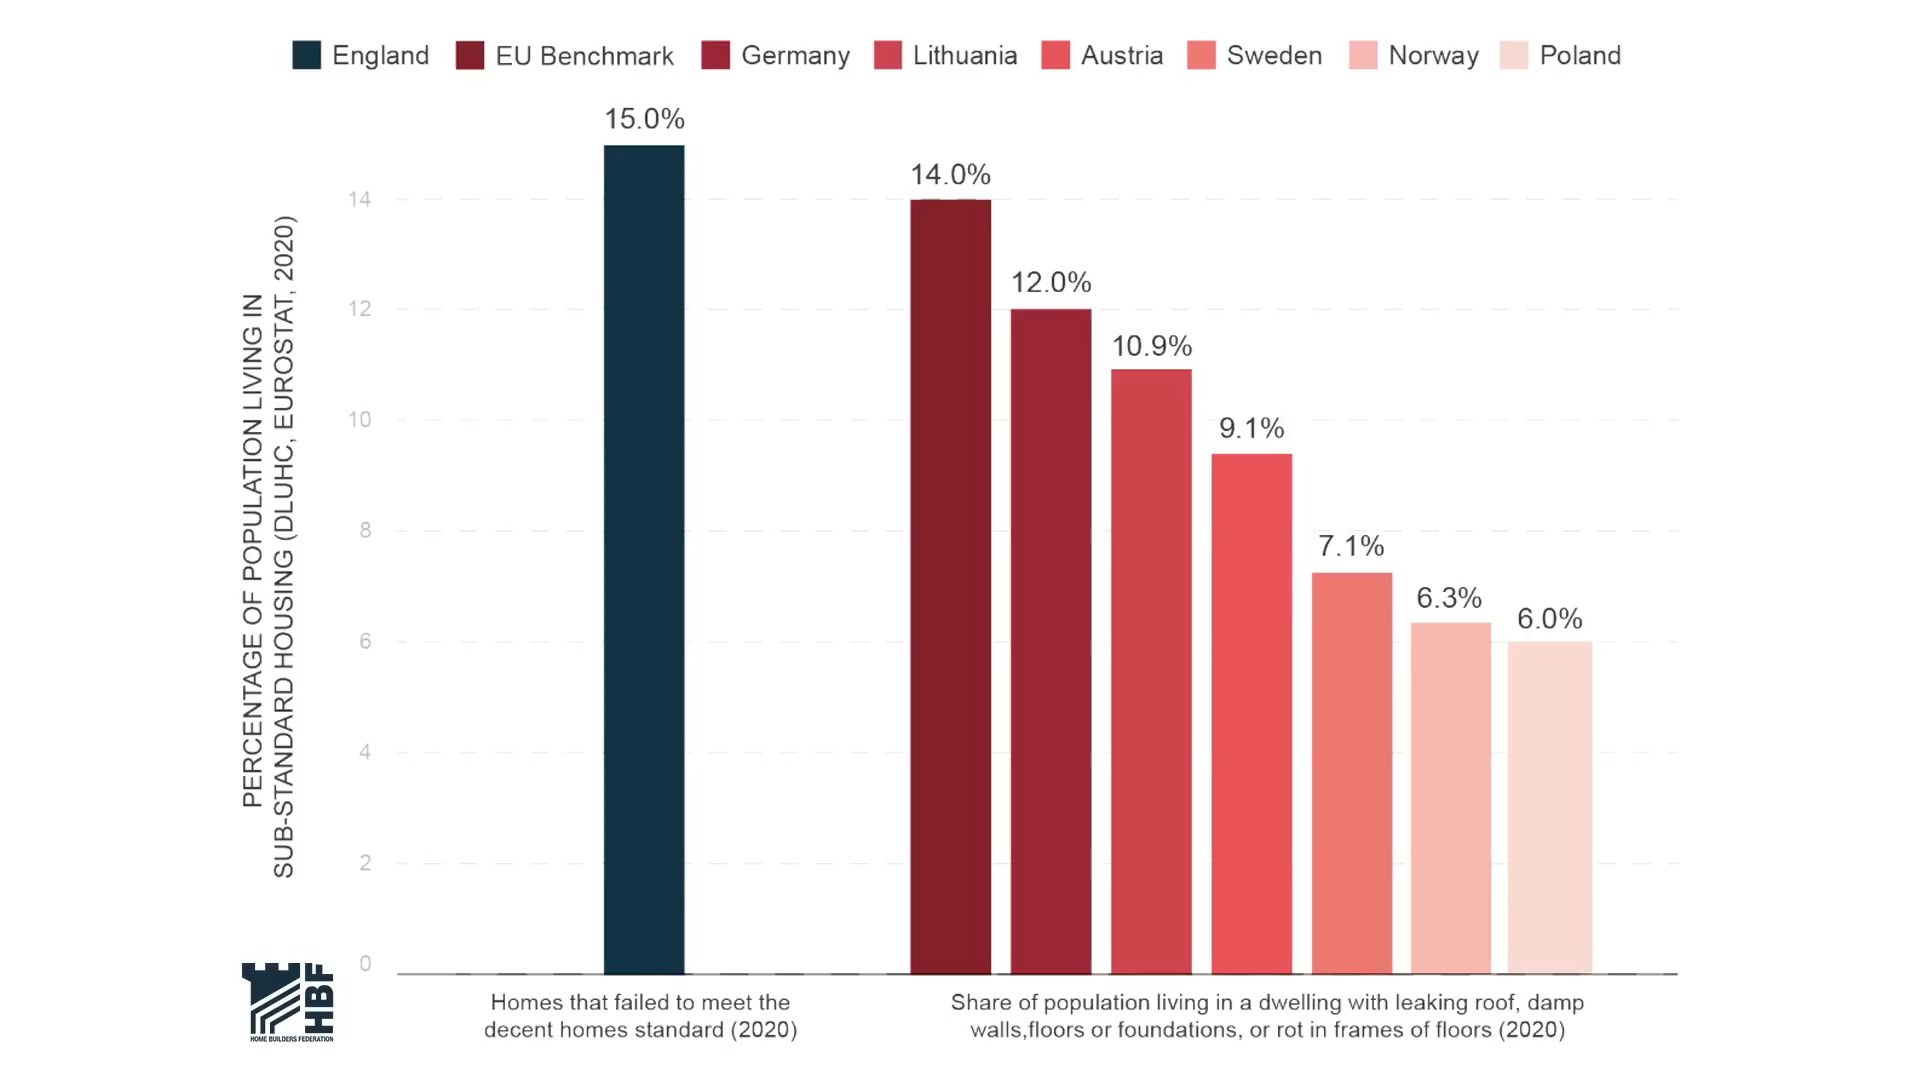 England EU Benchmark Germany Lithuania Austria Sweden Norway Poland
15.0%
14.0%
12.0%
10.9%
9.1%
7.1%
6.3%
6.0%
14
12
10
8
6
4
2
0
PERCENTAGE OF POPULATION LIVING IN
SUB-STANDARD HOUSING (DLUHC, EUROSTAT, 2020)
Homes that failed to meet the
decent homes standard (2020)
Share of population living in a dwelling with leaking roof, damp
walls,floors or foundations, or rot in frames of floors (2020)
HBF
HOME BUILDERS FEDERATION